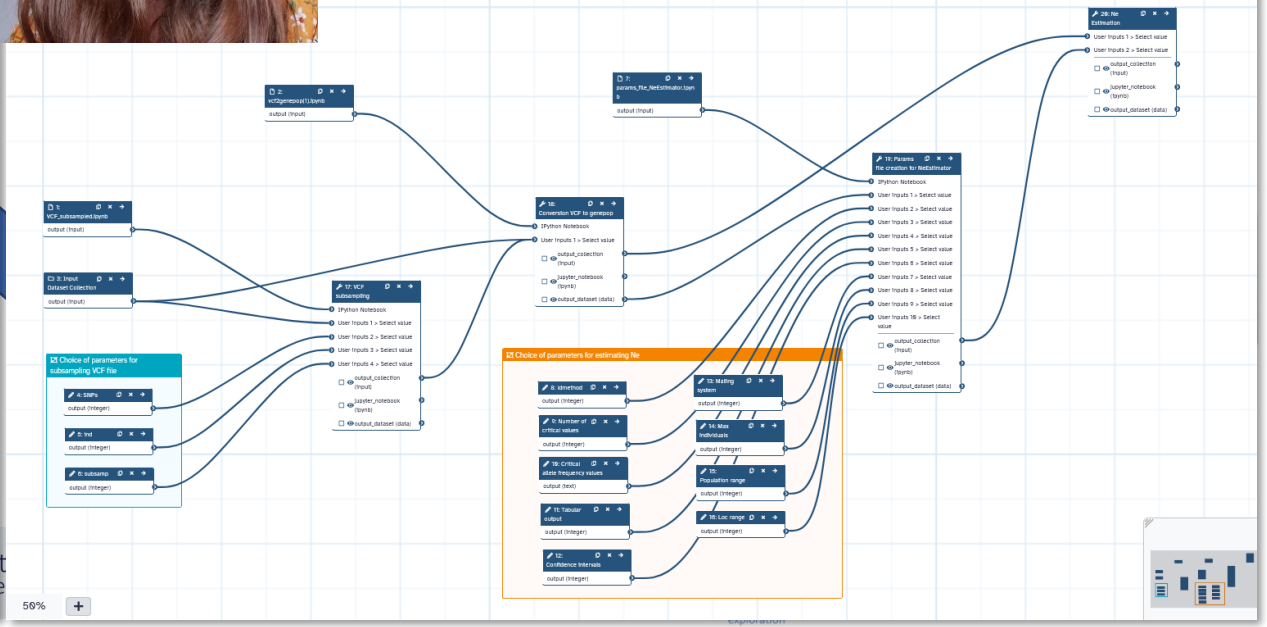 20: Ne
Estimation
User Inputs 1 > Select value
User Inputs 2 > Select value
output_collection
(Input)
jupyter_notebook
(ipynb)
output_dataset (data)
2:
vcf2genepop(1).ipynb
output (Input)
7:
params_file_NeEstimator.ipyn
b
output (Input)
19: Params
file creation for NeEstimator
IPython Notebook
User Inputs 1 > Select value
User Inputs 2 > Select value
User Inputs 3 > Select value
User Inputs 4 > Select value
User Inputs 5 > Select value
User Inputs 6 > Select value
User Inputs 7 > Select value
User Inputs 8 > Select value
User Inputs 9 > Select value
User Inputs 10 > Select
value
output_collection
(Input)
jupyter_notebook
(ipynb)
output_dataset (data)
1:
VCF_subsampled.ipynb
output (Input)
18:
Conversion VCF to genepop
IPython Notebook
User Inputs 1 > Select value
output_collection
(Input)
jupyter_notebook
(ipynb)
output_dataset (data)
3: Input
Dataset Collection
output (Input)
17: VCF
subsampling
IPython Notebook
User Inputs 1 > Select value
User Inputs 2 > Select value
User Inputs 3 > Select value
User Inputs 4 > Select value
output_collection
(Input)
jupyter_notebook
(ipynb)
output_dataset (data)
Choice of parameters for
subsampling VCF file
4: SNPs
output (Integer)
5: Ind
output (Integer)
6: subsamp
output (Integer)
Choice of parameters for estimating Ne
8: idmethod
output (Integer)
9: Number of
critical values
output (Integer)
10: Critical
allele frequency values
output (text)
11: Tabular
output
output (Integer)
12:
Confidence Intervals
output (Integer)
13: Mating
system
output (Integer)
14: Max
Individuals
output (Integer)
15:
Population range
output (Integer)
16: Loc range
output (Integer)
50%
+
exploration